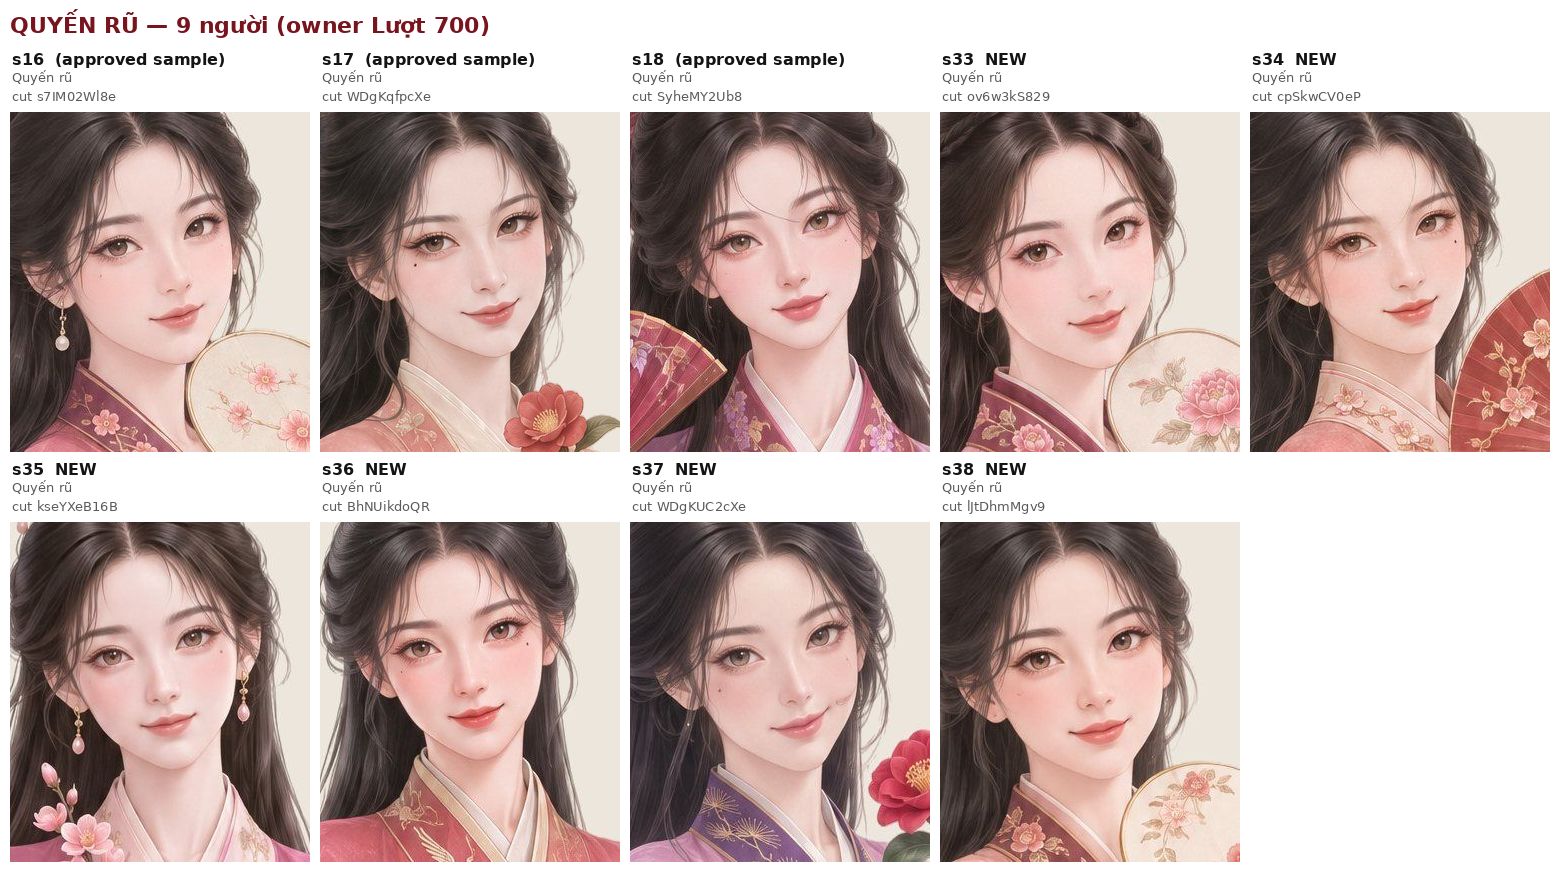 QUYẾN RŨ — 9 người (owner Lượt 700)
s16 (approved sample)
Quyến rũ
cut s7IM02Wl8e
s17 (approved sample)
Quyến rũ
cut WDgKqfpcXe
s18 (approved sample)
Quyến rũ
cut SyheMY2Ub8
s33 NEW
Quyến rũ
cut ov6w3kS829
s34 NEW
Quyến rũ
cut cpSkwCV0eP
s35 NEW
Quyến rũ
cut kseYXeB16B
s36 NEW
Quyến rũ
cut BhNUikdoQR
s37 NEW
Quyến rũ
cut WDgKUC2cXe
s38 NEW
Quyến rũ
cut lJtDhmMgv9